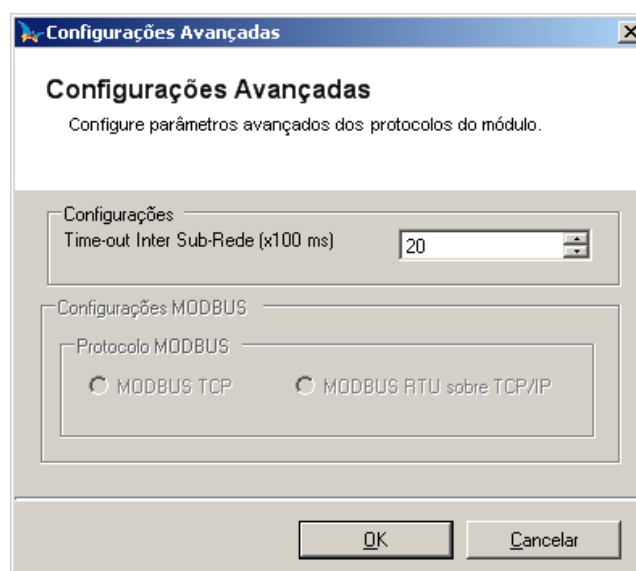 Configurações Avançadas
Configurações Avançadas
Configure parâmetros avançados dos protocolos do módulo.
Configurações
Time-out Inter Sub-Rede (x100 ms)
20
Configurações MODBUS
Protocolo MODBUS
MODBUS TCP
MODBUS RTU sobre TCP/IP
OK
Cancelar